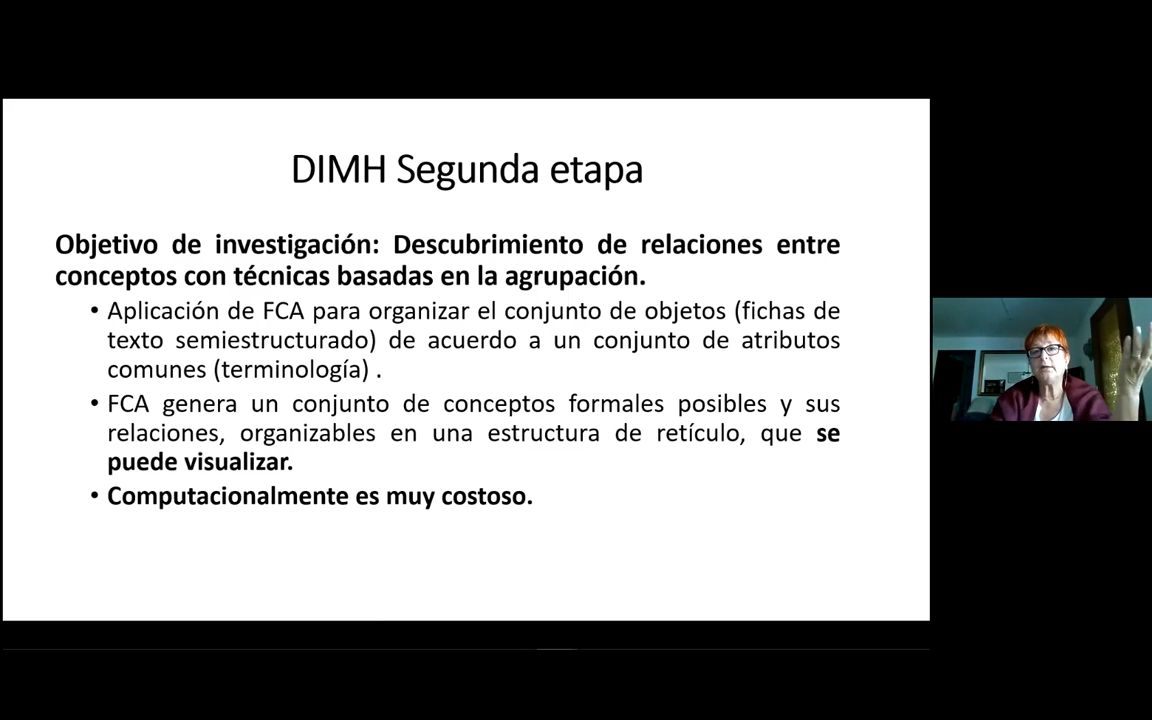 DIMH Segunda etapa
Objetivo de investigación: Descubrimiento de relaciones entre
conceptos con técnicas basadas en la agrupación.
• Aplicación de FCA para organizar el conjunto de objetos (fichas de
texto semiestructurado) de acuerdo a un conjunto de atributos
comunes (terminología) .
• FCA genera un conjunto de conceptos formales posibles y sus
relaciones, organizables en una estructura de retículo, que se
puede visualizar.
• Computacionalmente es muy costoso.